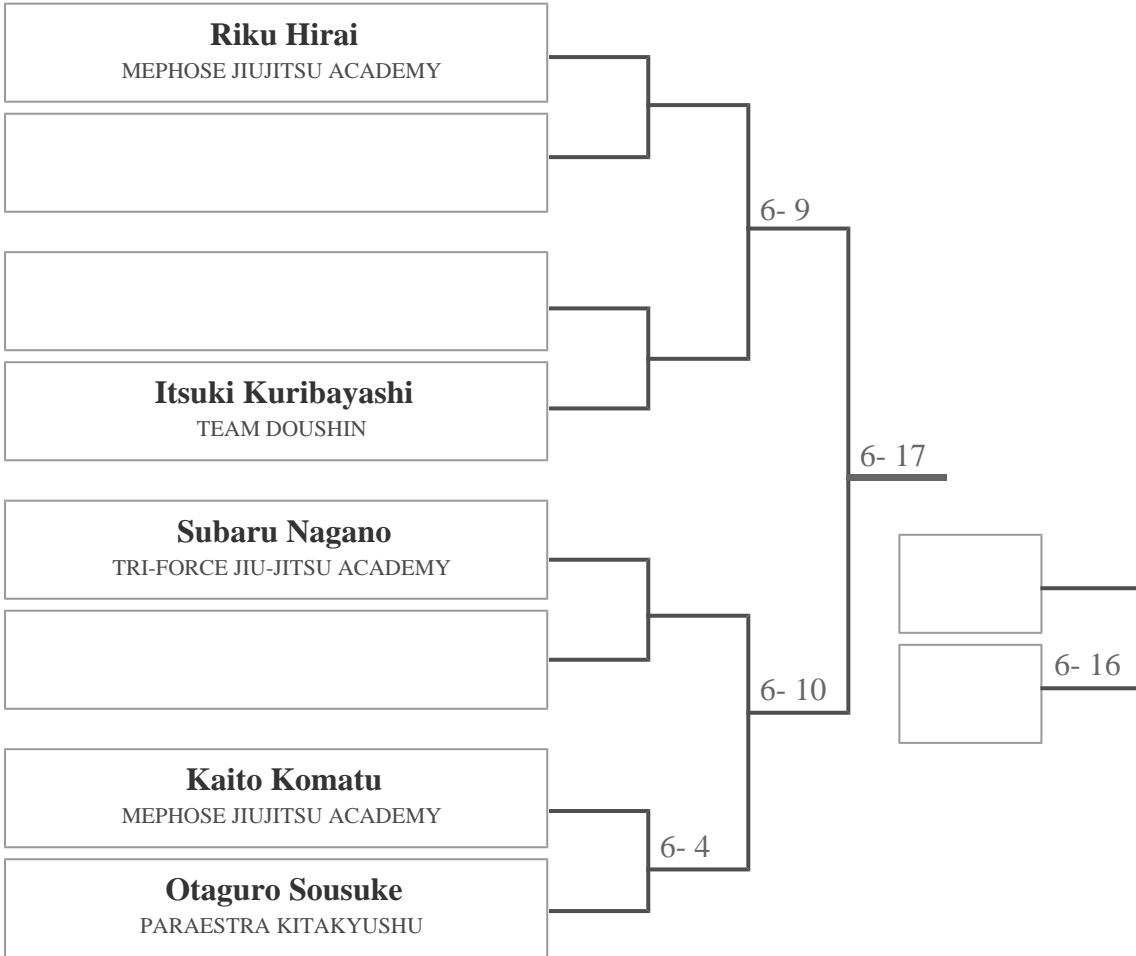 Riku Hirai
MEPHOSE JIUJITSU ACADEMY
6- 9
Itsuki Kuribayashi
TEAM DOUSHIN
6- 17
Subaru Nagano
TRI-FORCE JIU-JITSU ACADEMY
6- 16
6- 10
Kaito Komatu
MEPHOSE JIUJITSU ACADEMY
6- 4
Otaguro Sousuke
PARAESTRA KITAKYUSHU